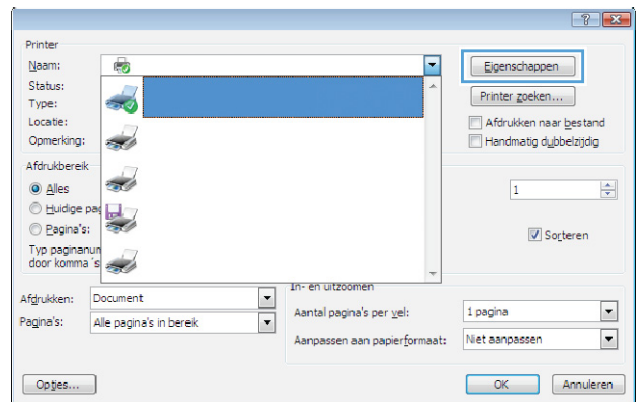 Printer
Naam:
Eigenschappen
Status:
Type:
Printer zoeken...
Locatie:
Afdrukken naar bestand
Opmerking:
Handmatig dubbelzijdig
Afdrukbereik
Alles
1
Huidige pag
Pagina's:
Sorteren
Typ paginanum
door komma's
In- en uitzoomen
Afdrukken:
Document
Aantal pagina's per vel:
1 pagina
Pagina's:
Alle pagina's in bereik
Aanpassen aan papierformaat:
Niet aanpassen
Opties...
OK
Annuleren